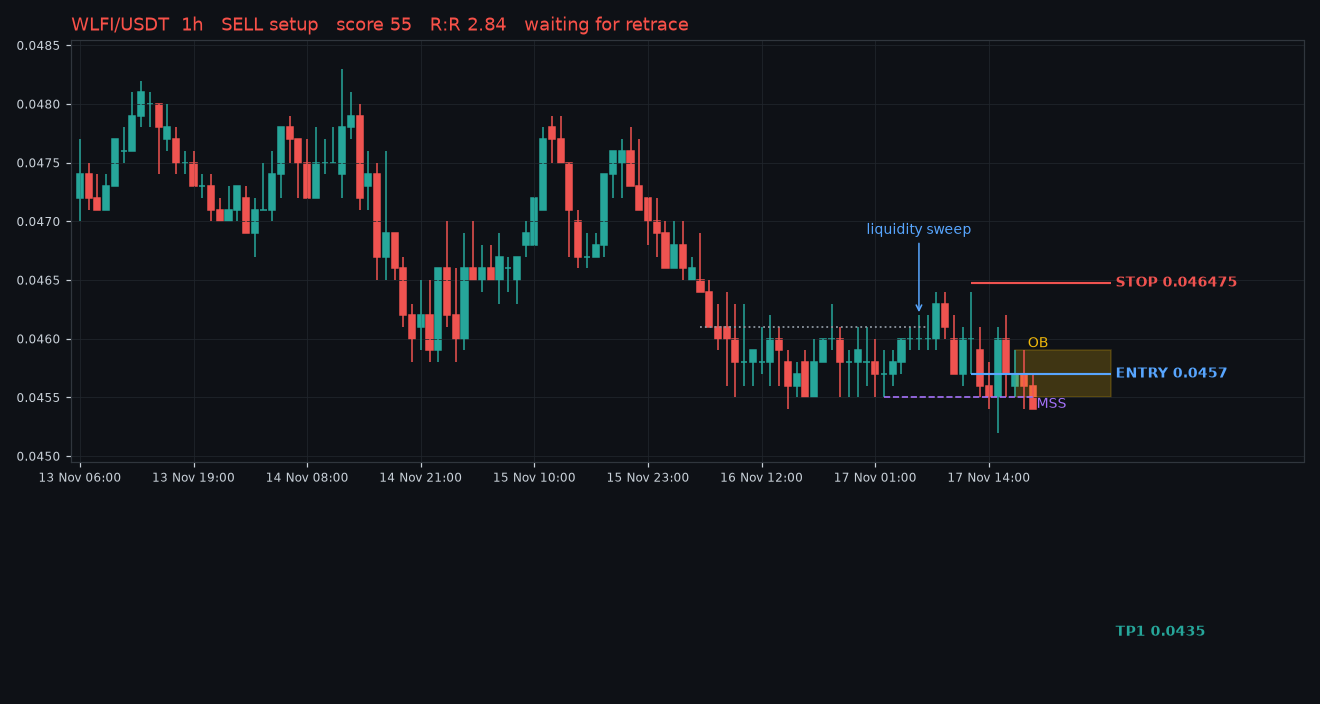 WLFI/USDT 1h SELL setup score 55 R:R 2.84 waiting for retrace
0.0485
0.0480
0.0475
0.0470
liquidity sweep
0.0465
STOP 0.046475
0.0460
OB
ENTRY 0.0457
0.0455
MSS
0.0450
13 Nov 06:00 13 Nov 19:00 14 Nov 08:00 14 Nov 21:00 15 Nov 10:00 15 Nov 23:00 16 Nov 12:00 17 Nov 01:00 17 Nov 14:00
TP1 0.0435